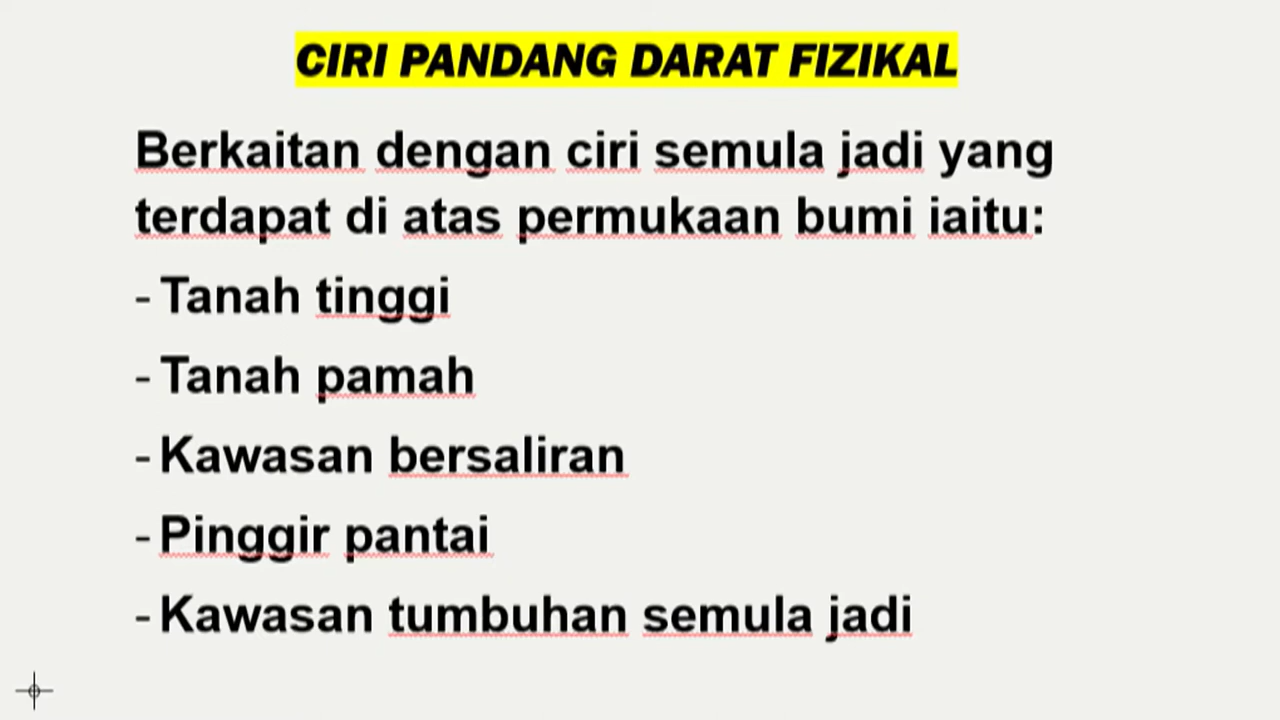 CIRI PANDANG DARAT FIZIKAL
Berkaitan dengan ciri semula jadi yang
terdapat di atas permukaan bumi iaitu:
- Tanah tinggi
- Tanah pamah
- Kawasan bersaliran
- Pinggir pantai
- Kawasan tumbuhan semula jadi